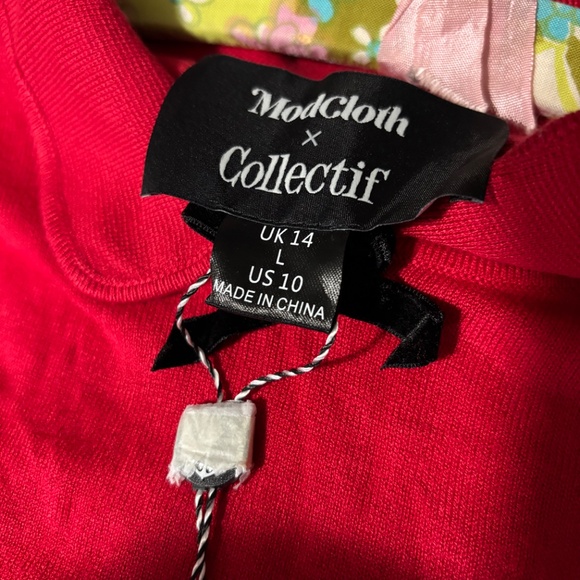 ModCloth
×
Collectif
UK 14
L
US 10
MADE IN CHINA